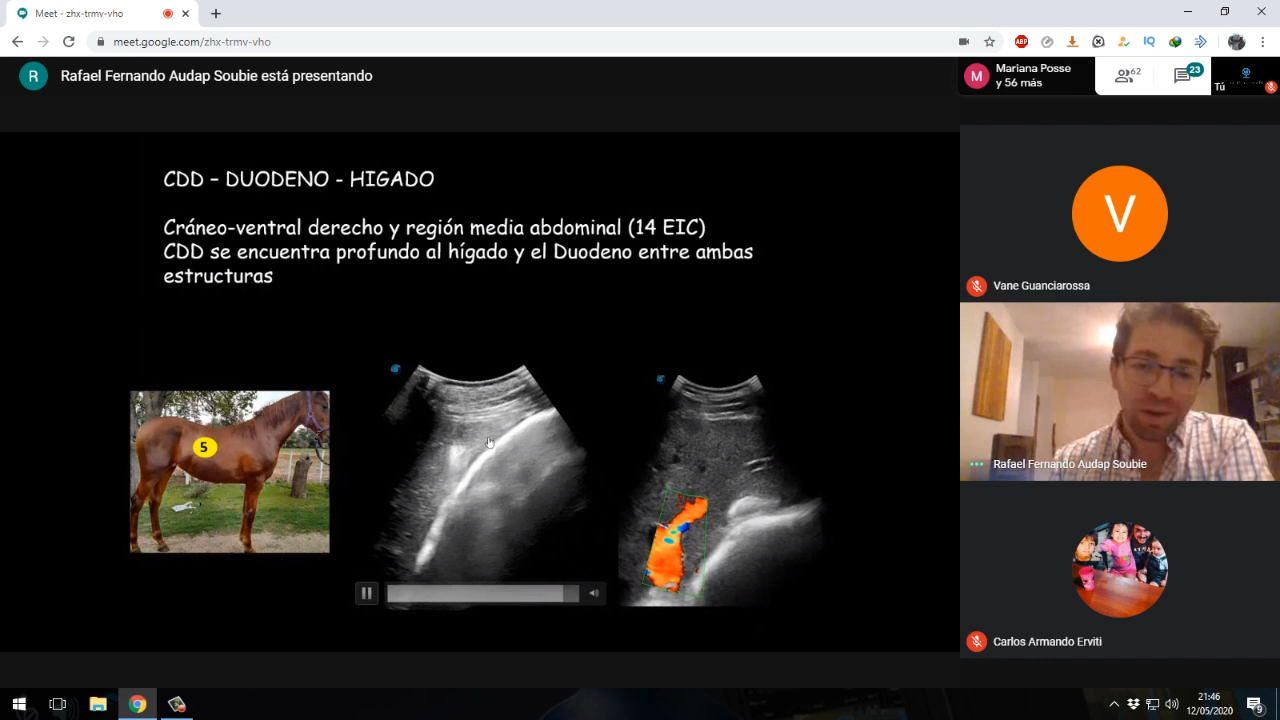 Meet - zhx-trmv-vho
meet.google.com/zhx-trmv-vho
ABP
IQ
R
Rafael Fernando Audap Soubie está presentando
M
Mariana Posse
y 56 más
62
23
Tú
CDD – DUODENO - HIGADO
Cráneo-ventral derecho y región media abdominal (14 EIC)
CDD se encuentra profundo al hígado y el Duodeno entre ambas
estructuras
5
V
Vane Guanciarossa
Rafael Fernando Audap Soubie
Carlos Armando Erviti
21:46
12/05/2020
9